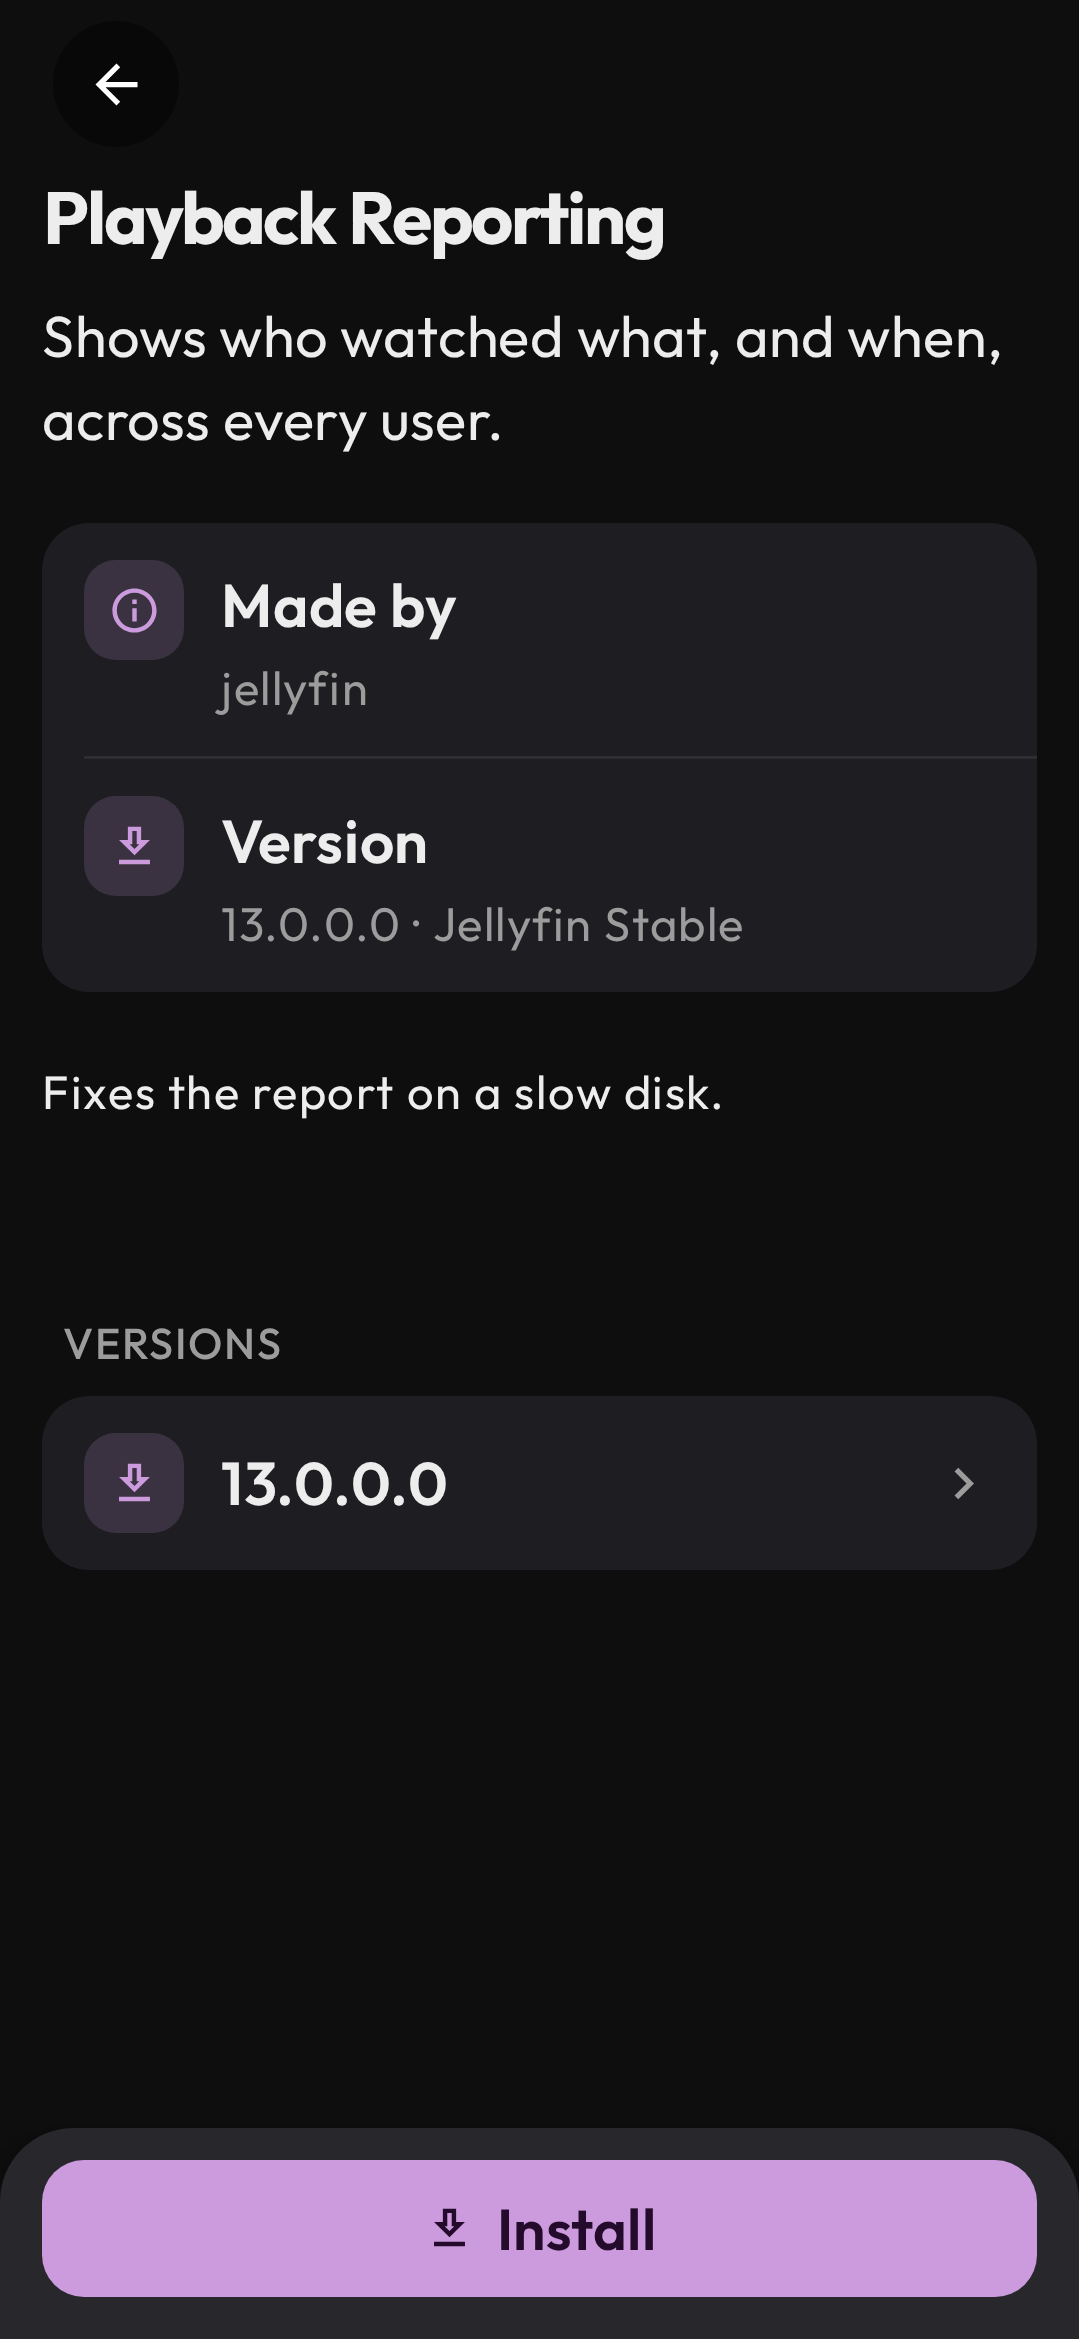 Playback Reporting
Shows who watched what, and when,
across every user.
Made by
jellyfin
Version
13.0.0.0 · Jellyfin Stable
Fixes the report on a slow disk.
VERSIONS
13.0.0.0
Install